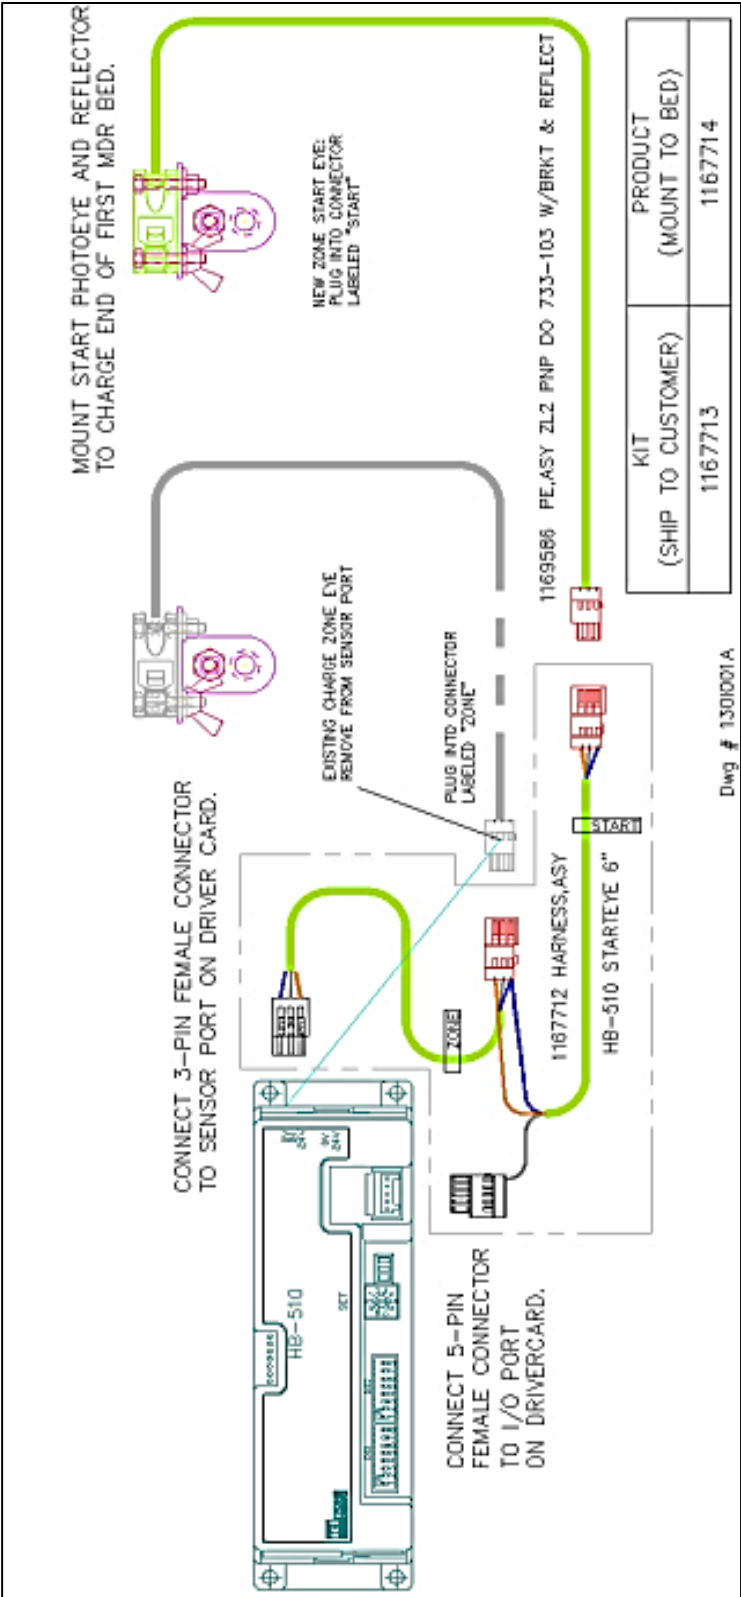 CONNECT 3-PIN FEMALE CONNECTOR
TO SENSOR PORT ON DRIVER CARD.
MOUNT START PHOTOEYE AND REFLECTOR
TO CHARGE END OF FIRST MDR BED.
EXISTING CHARGE ZONE EYE
REMOVE FROM SENSOR PORT
NEW ZONE START EYE:
PLUG INTO CONNECTOR
LABELED "START"
PLUG INTO CONNECTOR
LABELED "ZONE"
HB-510
SET
0V
24V
ZONE
START
CONNECT 5-PIN
FEMALE CONNECTOR
TO I/O PORT
ON DRIVERCARD.
1167712 HARNESS,ASY
HB-510 STARTEYE 6"
1169586 PE,ASY ZL2 PNP DO 733-103 W/BRKT & REFLECT
KIT
(SHIP TO CUSTOMER)
PRODUCT
(MOUNT TO BED)
1167713
1167714
Dwg # 130I001A